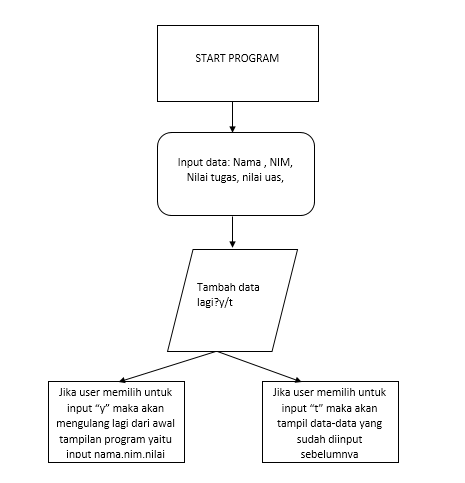 START PROGRAM
Input data: Nama , NIM,
Nilai tugas, nilai uas,
Tambah data
lagi?y/t
Jika user memilih untuk
input “y” maka akan
mengulang lagi dari awal
tampilan program yaitu
input nama.nim.nilai
Jika user memilih untuk
input “t” maka akan
tampil data-data yang
sudah diinput
sebelumnya